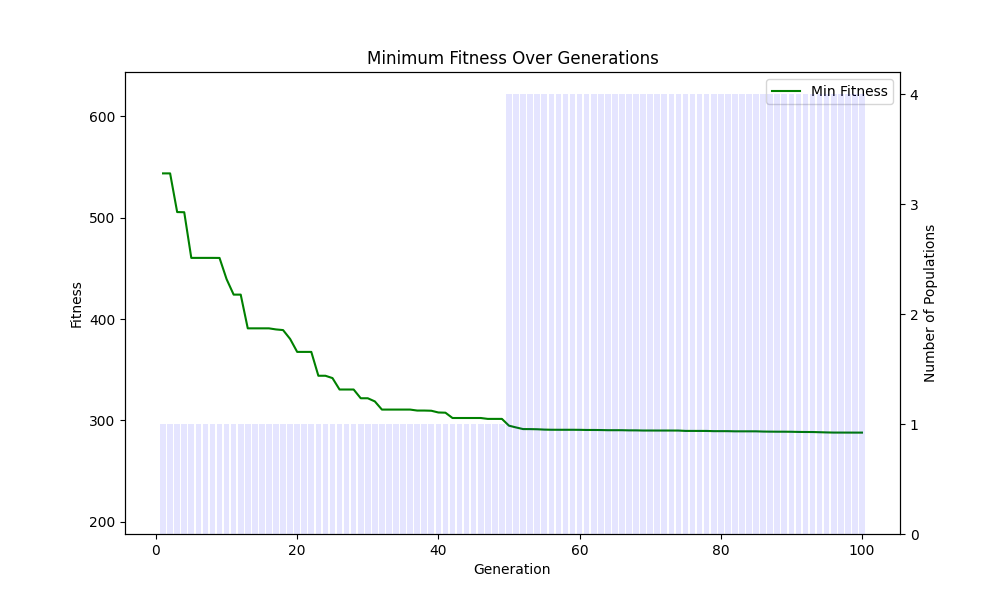 Minimum Fitness Over Generations
Min Fitness
600
500
400
300
200
Fitness
4
3
2
1
0
Number of Populations
0 20 40 60 80 100
Generation